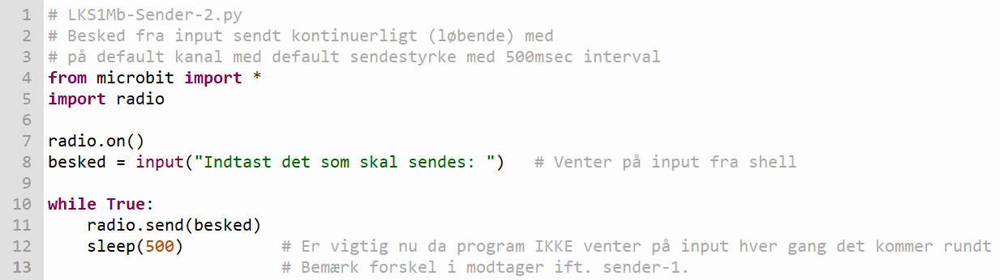 1 # LKS1Mb-Sender-2.py
2 # Besked fra input sendt kontinuerligt (løbende) med
3 # på default kanal med default sendestyrke med 500msec interval
4 from microbit import *
5 import radio
6
7 radio.on()
8 besked = input("Indtast det som skal sendes: ")   # Venter på input fra shell
9
10 while True:
11     radio.send(besked)
12     sleep(500)          # Er vigtig nu da program IKKE venter på input hver gang det kommer rundt
13                         # Bemærk forskel i modtager ift. sender-1.